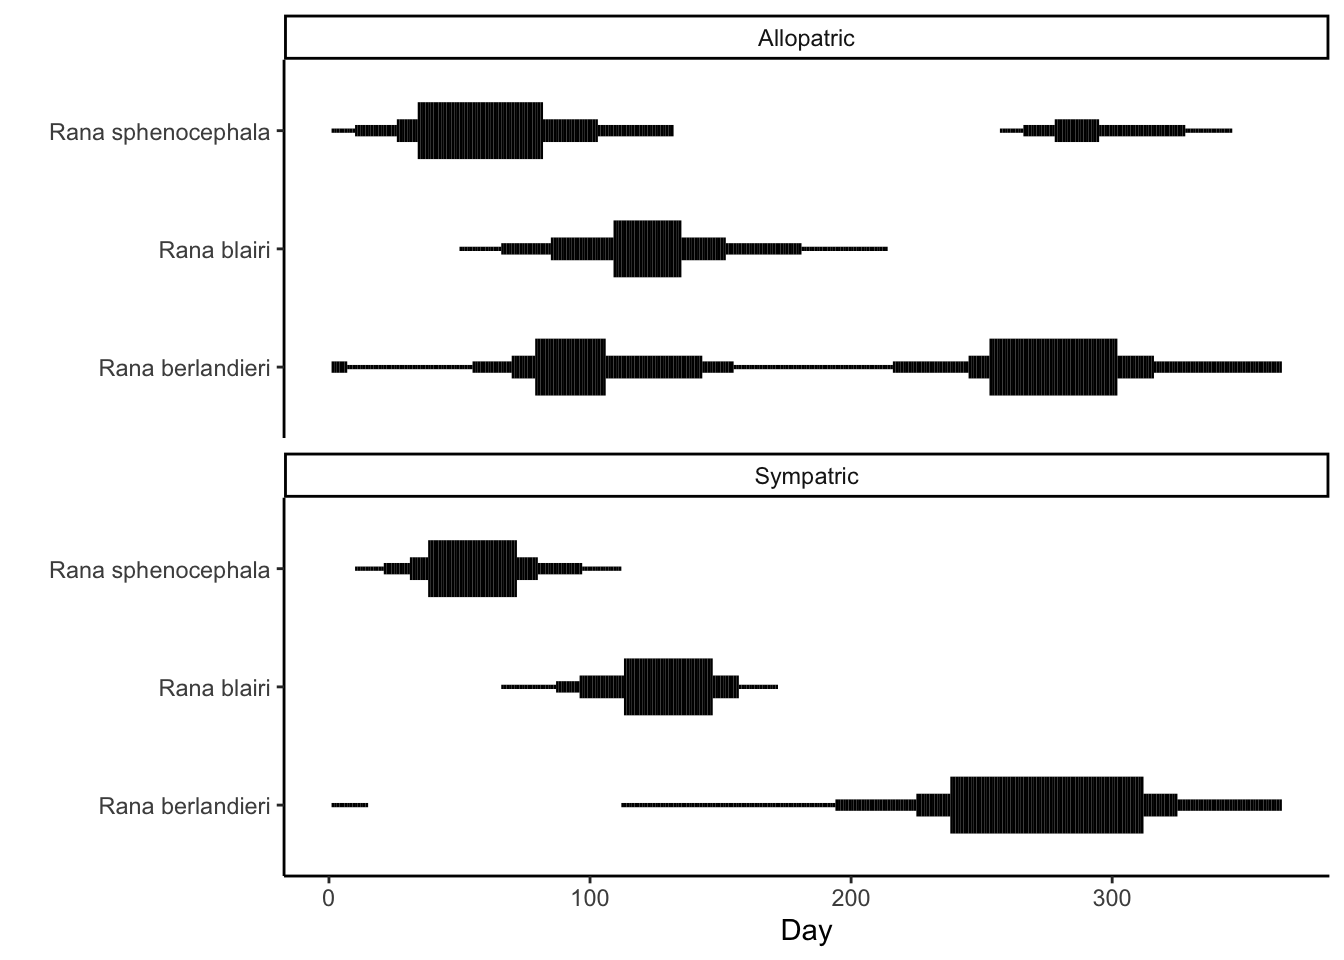 Allopatric
Rana sphenocephala
Rana blairi
Rana berlandieri
Sympatric
Rana sphenocephala
Rana blairi
Rana berlandieri
0 100 200 300
Day